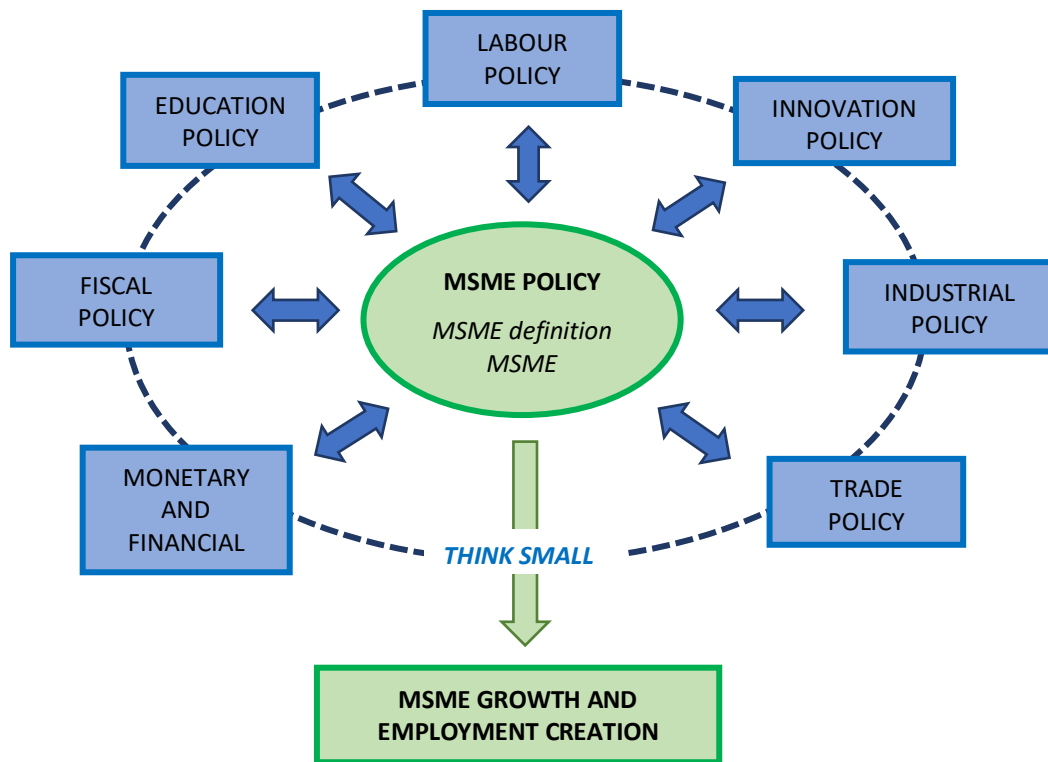 LABOUR
POLICY
EDUCATION
POLICY
INNOVATION
POLICY
FISCAL
POLICY
MSME POLICY
MSME definition
MSME
INDUSTRIAL
POLICY
MONETARY
AND
FINANCIAL
TRADE
POLICY
THINK SMALL
MSME GROWTH AND
EMPLOYMENT CREATION